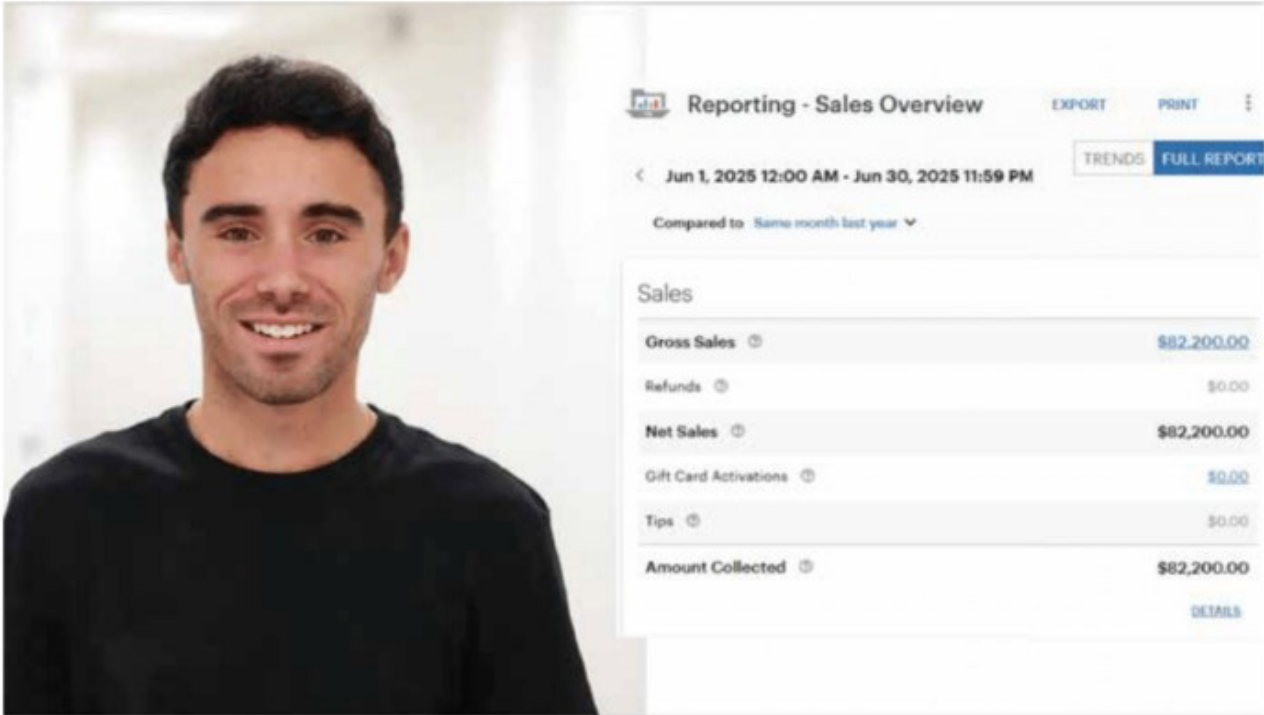 Reporting - Sales Overview EXPORT PRINT
TRENDS FULL REPORT
Jun 1, 2025 12:00 AM - Jun 30, 2025 11:59 PM
Compared to Same month last year
Sales
Gross Sales $82,200.00
Refunds $0.00
Net Sales $82,200.00
Gift Card Activations $0.00
Tips $0.00
Amount Collected $82,200.00
DETAILS